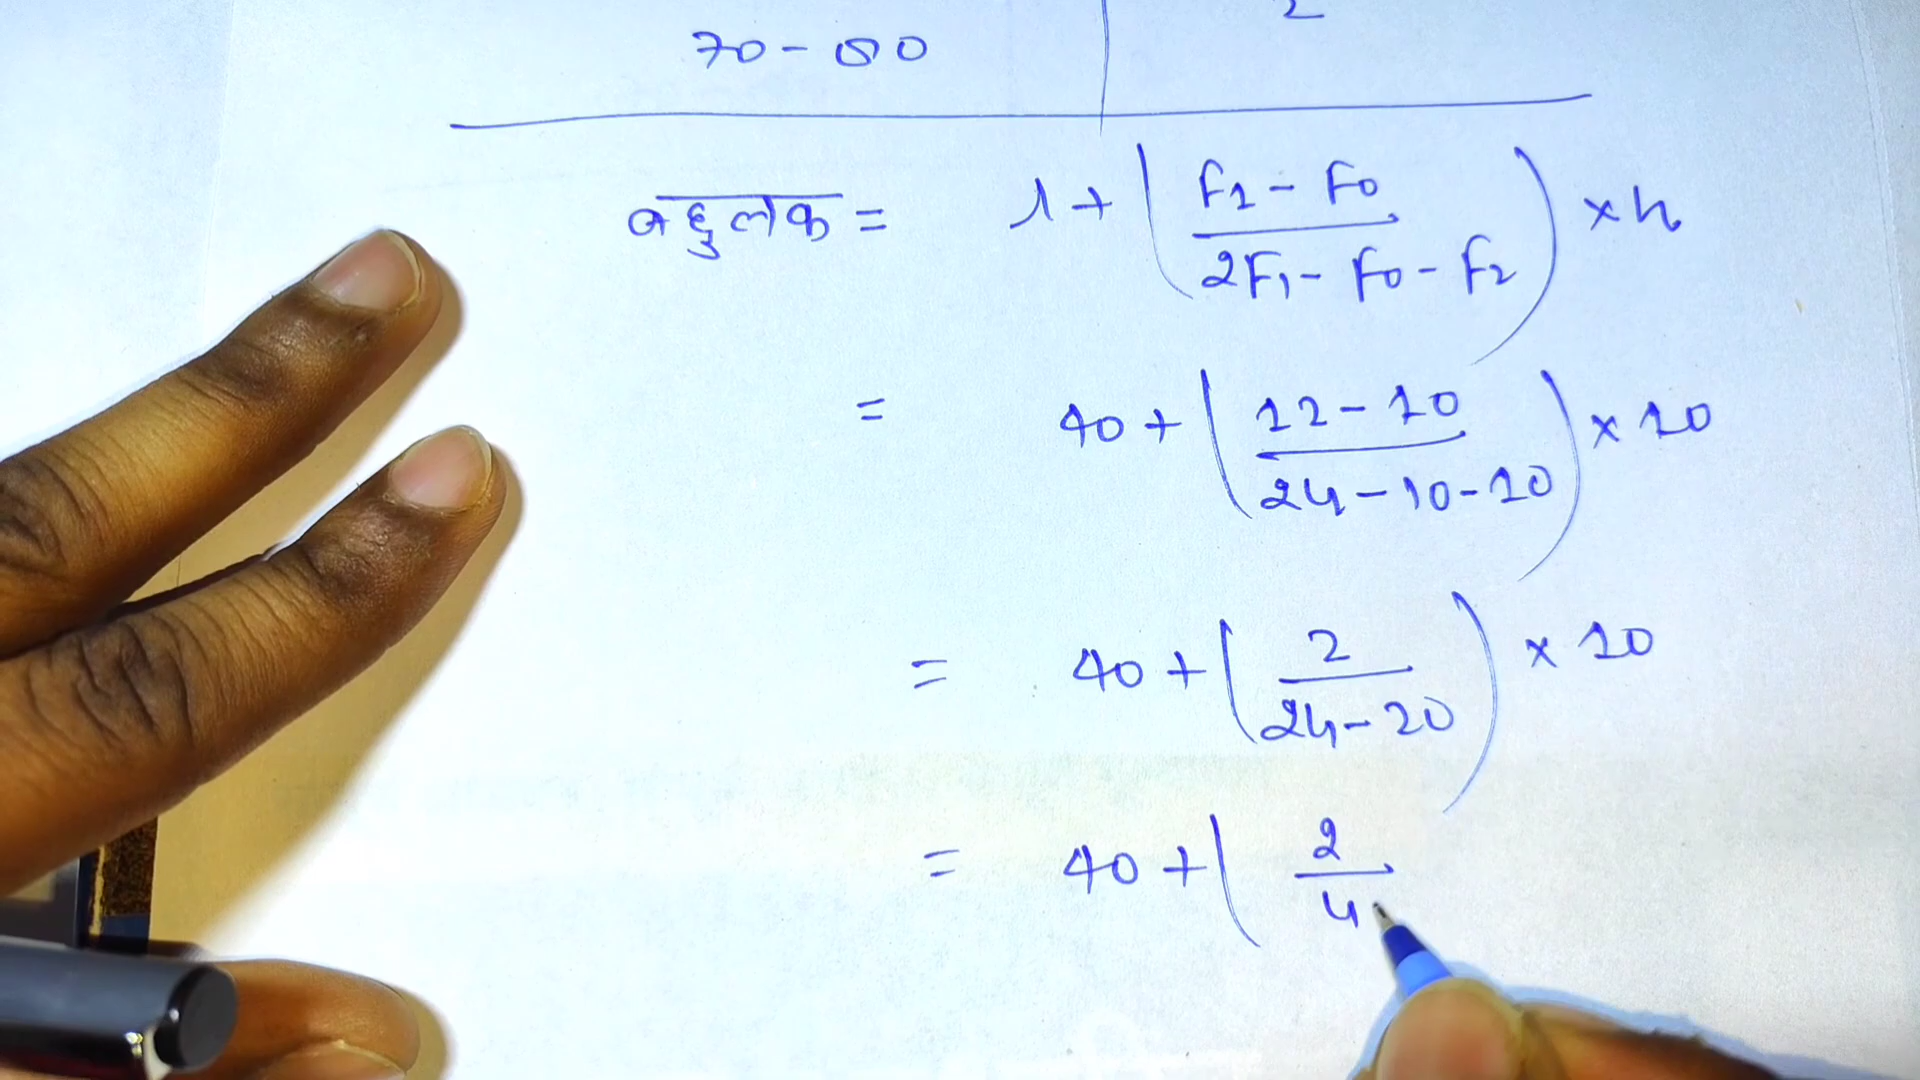 2
70-80
बहुलक = l + ( F1 - F0 / 2F1 - F0 - F2 ) × h
= 40 + ( 12 - 10 / 24 - 10 - 10 ) × 10
= 40 + ( 2 / 24 - 20 ) × 10
= 40 + ( 2 / 4